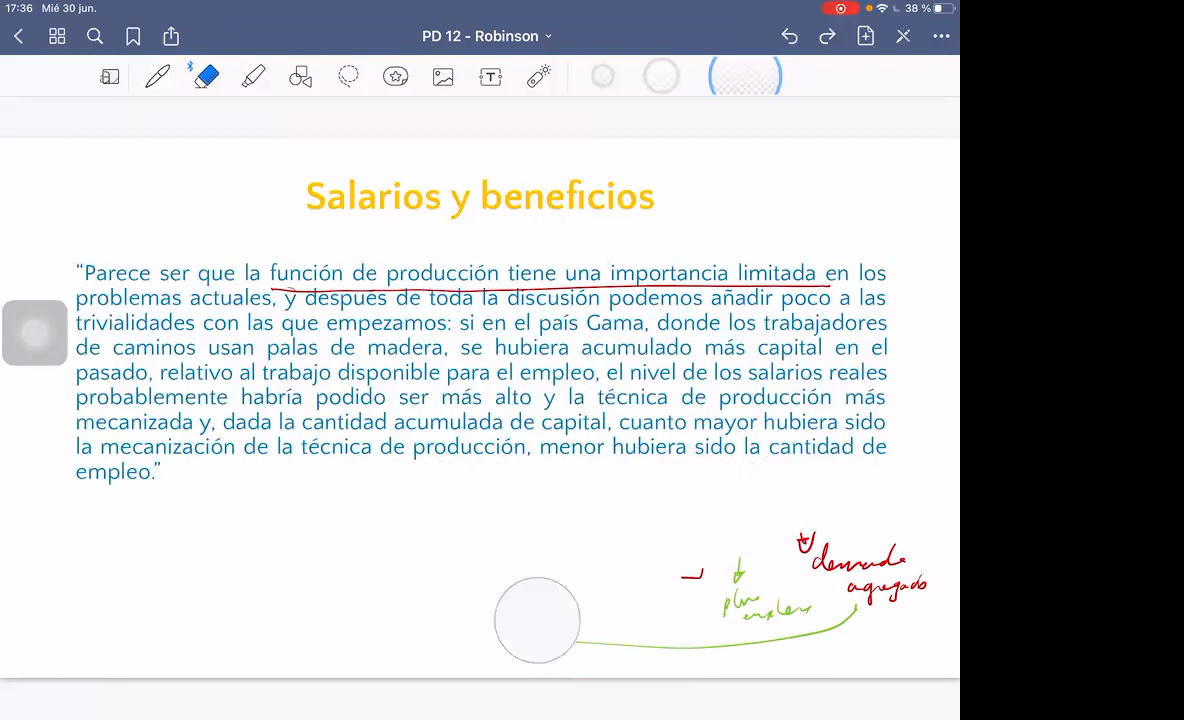 17:36 Mié 30 jun. 38 %
PD 12 - Robinson
T
Salarios y beneficios
“Parece ser que la función de producción tiene una importancia limitada en los
problemas actuales, y después de toda la discusión podemos añadir poco a las
trivialidades con las que empezamos: si en el país Gama, donde los trabajadores
de caminos usan palas de madera, se hubiera acumulado más capital en el
pasado, relativo al trabajo disponible para el empleo, el nivel de los salarios reales
probablemente habría podido ser más alto y la técnica de producción más
mecanizada y, dada la cantidad acumulada de capital, cuanto mayor hubiera sido
la mecanización de la técnica de producción, menor hubiera sido la cantidad de
empleo.”
agregado